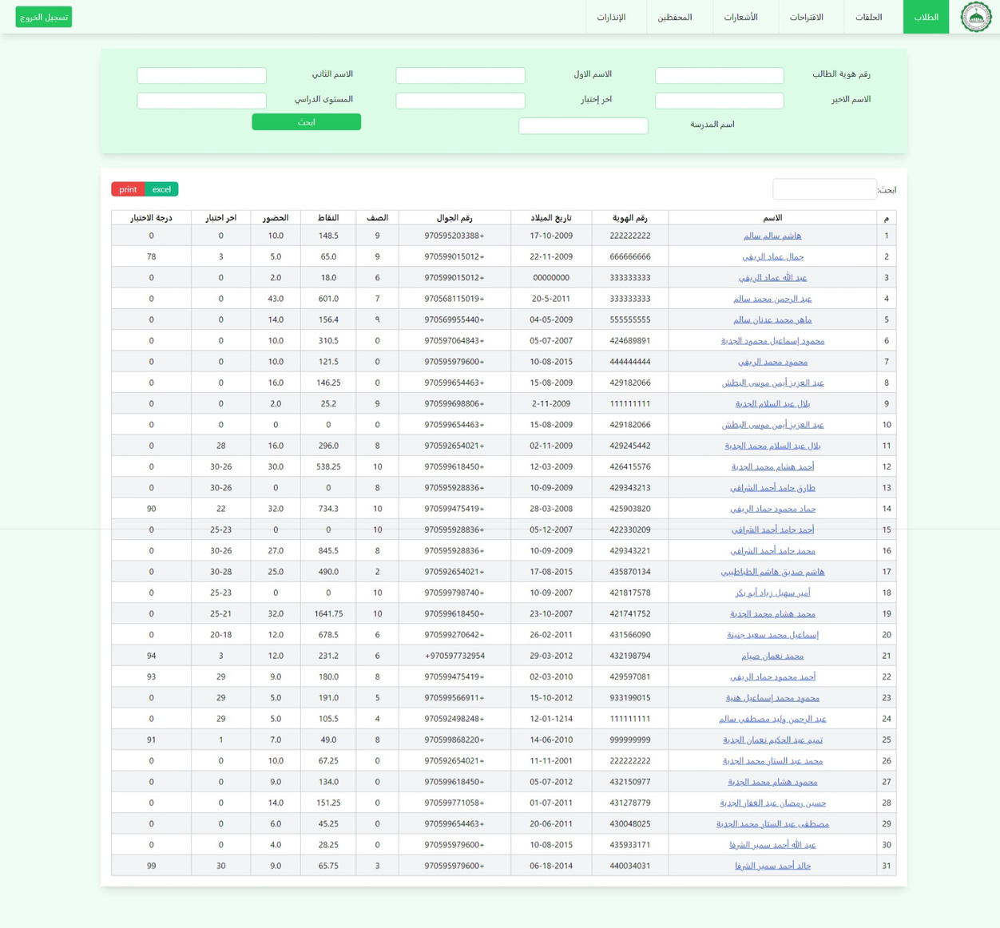 الطلاب الحلقات الاقتراحات الأشعارات المحفظين الإنذارات تسجيل الخروج
رقم هوية الطالب الاسم الاول الاسم الثاني
الاسم الاخير اخر إختبار المستوى الدراسي
اسم المدرسة ابحث
ابحث: excel print
م الاسم رقم الهوية تاريخ الميلاد رقم الجوال الصف النقاط الحضور اخر اختبار درجة الاختبار
1 هاشم سالم سالم 222222222 17-10-2009 970595203388+ 9 148.5 10.0 0 0
2 جمال عماد الريفي 666666666 22-11-2009 970599015012+ 9 65.0 5.0 3 78
3 عبد الله عماد الريفي 333333333 00000000 970599015012+ 6 18.0 2.0 0 0
4 عبد الرحمن محمد سالم 333333333 20-5-2011 970568115019+ 7 601.0 43.0 0 0
5 ماهر محمد عدنان سالم 555555555 04-05-2009 970569955440+ ٩ 156.4 14.0 0 0
6 محمود إسماعيل محمود الجدبة 424689891 05-07-2007 970597064843+ 0 310.5 10.0 0 0
7 محمود محمد الريفي 444444444 10-08-2015 970595979600+ 0 121.5 10.0 0 0
8 عبد العزيز أيمن موسى البطش 429182066 15-08-2009 970599654463+ 0 146.25 16.0 0 0
9 بلال عبد السلام الجدبة 111111111 2-11-2009 970599698806+ 9 25.2 2.0 0 0
10 عبد العزيز أيمن موسى البطش 429182066 15-08-2009 970599654463+ 0 0 0 0 0
11 بلال عبد السلام محمد الجدبة 429245442 02-11-2009 970592654021+ 8 296.0 16.0 28 0
12 أحمد هشام محمد الجدبة 426415576 12-03-2009 970599618450+ 10 538.25 30.0 30-26 0
13 طارق حامد أحمد الشرافي 429343213 10-09-2009 970595928836+ 8 0 0 30-26 0
14 حماد محمود حماد الريفي 425903820 28-03-2008 970599475419+ 10 734.3 32.0 22 90
15 أحمد حامد أحمد الشرافي 422330209 05-12-2007 970595928836+ 10 0 0 25-23 0
16 محمد حامد أحمد الشرافي 429343221 10-09-2009 970595928836+ 8 845.5 27.0 30-26 0
17 هاشم صديق هاشم الطباطيبي 435870134 17-08-2015 970592654021+ 2 490.0 25.0 30-28 0
18 أمير سهيل زياد أبو بكر 421817578 10-09-2007 970599798740+ 10 0 0 25-23 0
19 محمد هشام محمد الجدبة 421741752 23-10-2007 970599618450+ 10 1641.75 32.0 25-21 0
20 إسماعيل محمد سعيد جنينة 431566090 26-02-2011 970599270642+ 6 678.5 12.0 20-18 0
21 محمد نعمان صيام 432198794 29-03-2012 +970597732954 6 231.2 12.0 3 94
22 أحمد محمود حماد الريفي 429597081 02-03-2010 970599475419+ 8 180.0 9.0 29 93
23 محمود محمد إسماعيل هنية 933199015 15-10-2012 970599566911+ 5 191.0 5.0 29 0
24 عبد الرحمن وليد مصطفي سالم 111111111 12-01-1214 970592498248+ 4 105.5 5.0 29 0
25 تميم عبد الحكيم نعمان الجدبة 999999999 14-06-2010 970599868220+ 8 49.0 7.0 1 91
26 محمد عبد الستار محمد الجدبة 222222222 11-11-2001 970592654021+ 0 67.25 10.0 0 0
27 محمود هشام محمد الجدبة 432150977 05-07-2012 970599618450+ 0 134.0 9.0 0 0
28 حسين رمضان عبد الغفار الجدبة 431278779 01-07-2011 970599771058+ 0 151.25 14.0 0 0
29 مصطفى عبد الستار محمد الجدبة 430048025 20-06-2011 970599654463+ 0 45.25 6.0 0 0
30 عبد الله أحمد سمير الشرفا 435933171 10-08-2015 970595979600+ 0 28.25 4.0 0 0
31 خالد أحمد سمير الشرفا 440034031 06-18-2014 970595979600+ 3 65.75 9.0 30 99